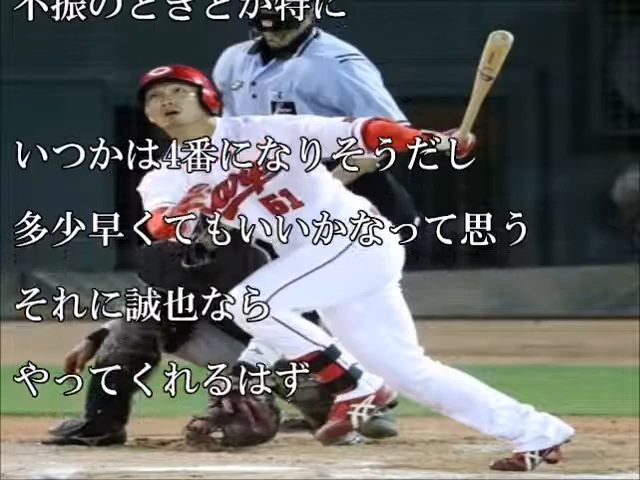 不振のときとか特に
いつかは4番になりそうだし
多少早くてもいいかなって思う
それに誠也なら
やってくれるはず
Carp
51